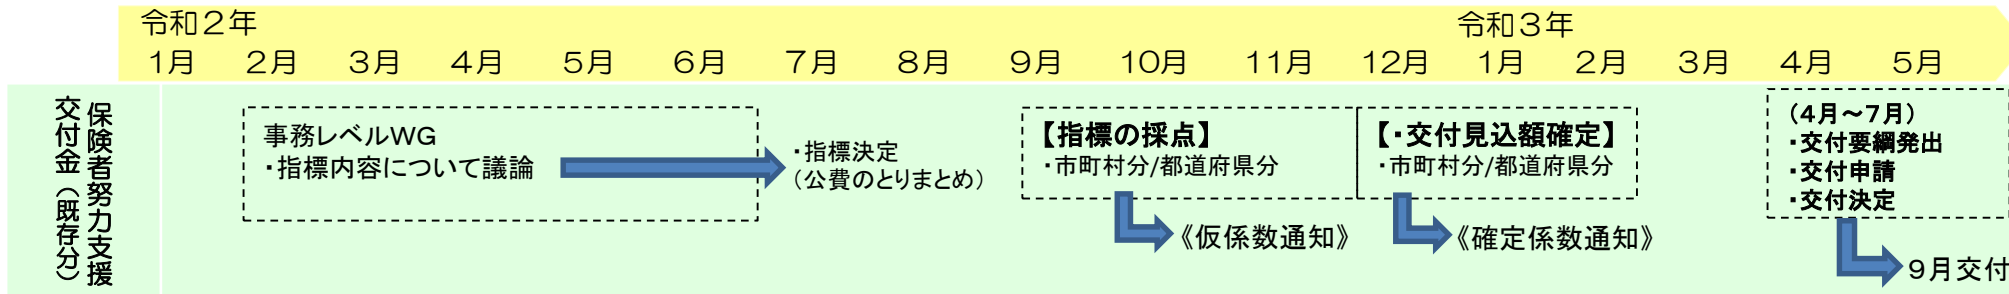 令和２年
令和３年
1月 2月 3月 4月 5月 6月 7月 8月 9月 10月 11月 12月 1月 2月 3月 4月 5月
保険者努力支援
交付金（既存分）
事務レベルWG
・指標内容について議論
・指標決定
（公費のとりまとめ）
【指標の採点】
・市町村分/都道府県分
《仮係数通知》
【・交付見込額確定】
・市町村分/都道府県分
《確定係数通知》
（４月～７月）
・交付要綱発出
・交付申請
・交付決定
９月交付